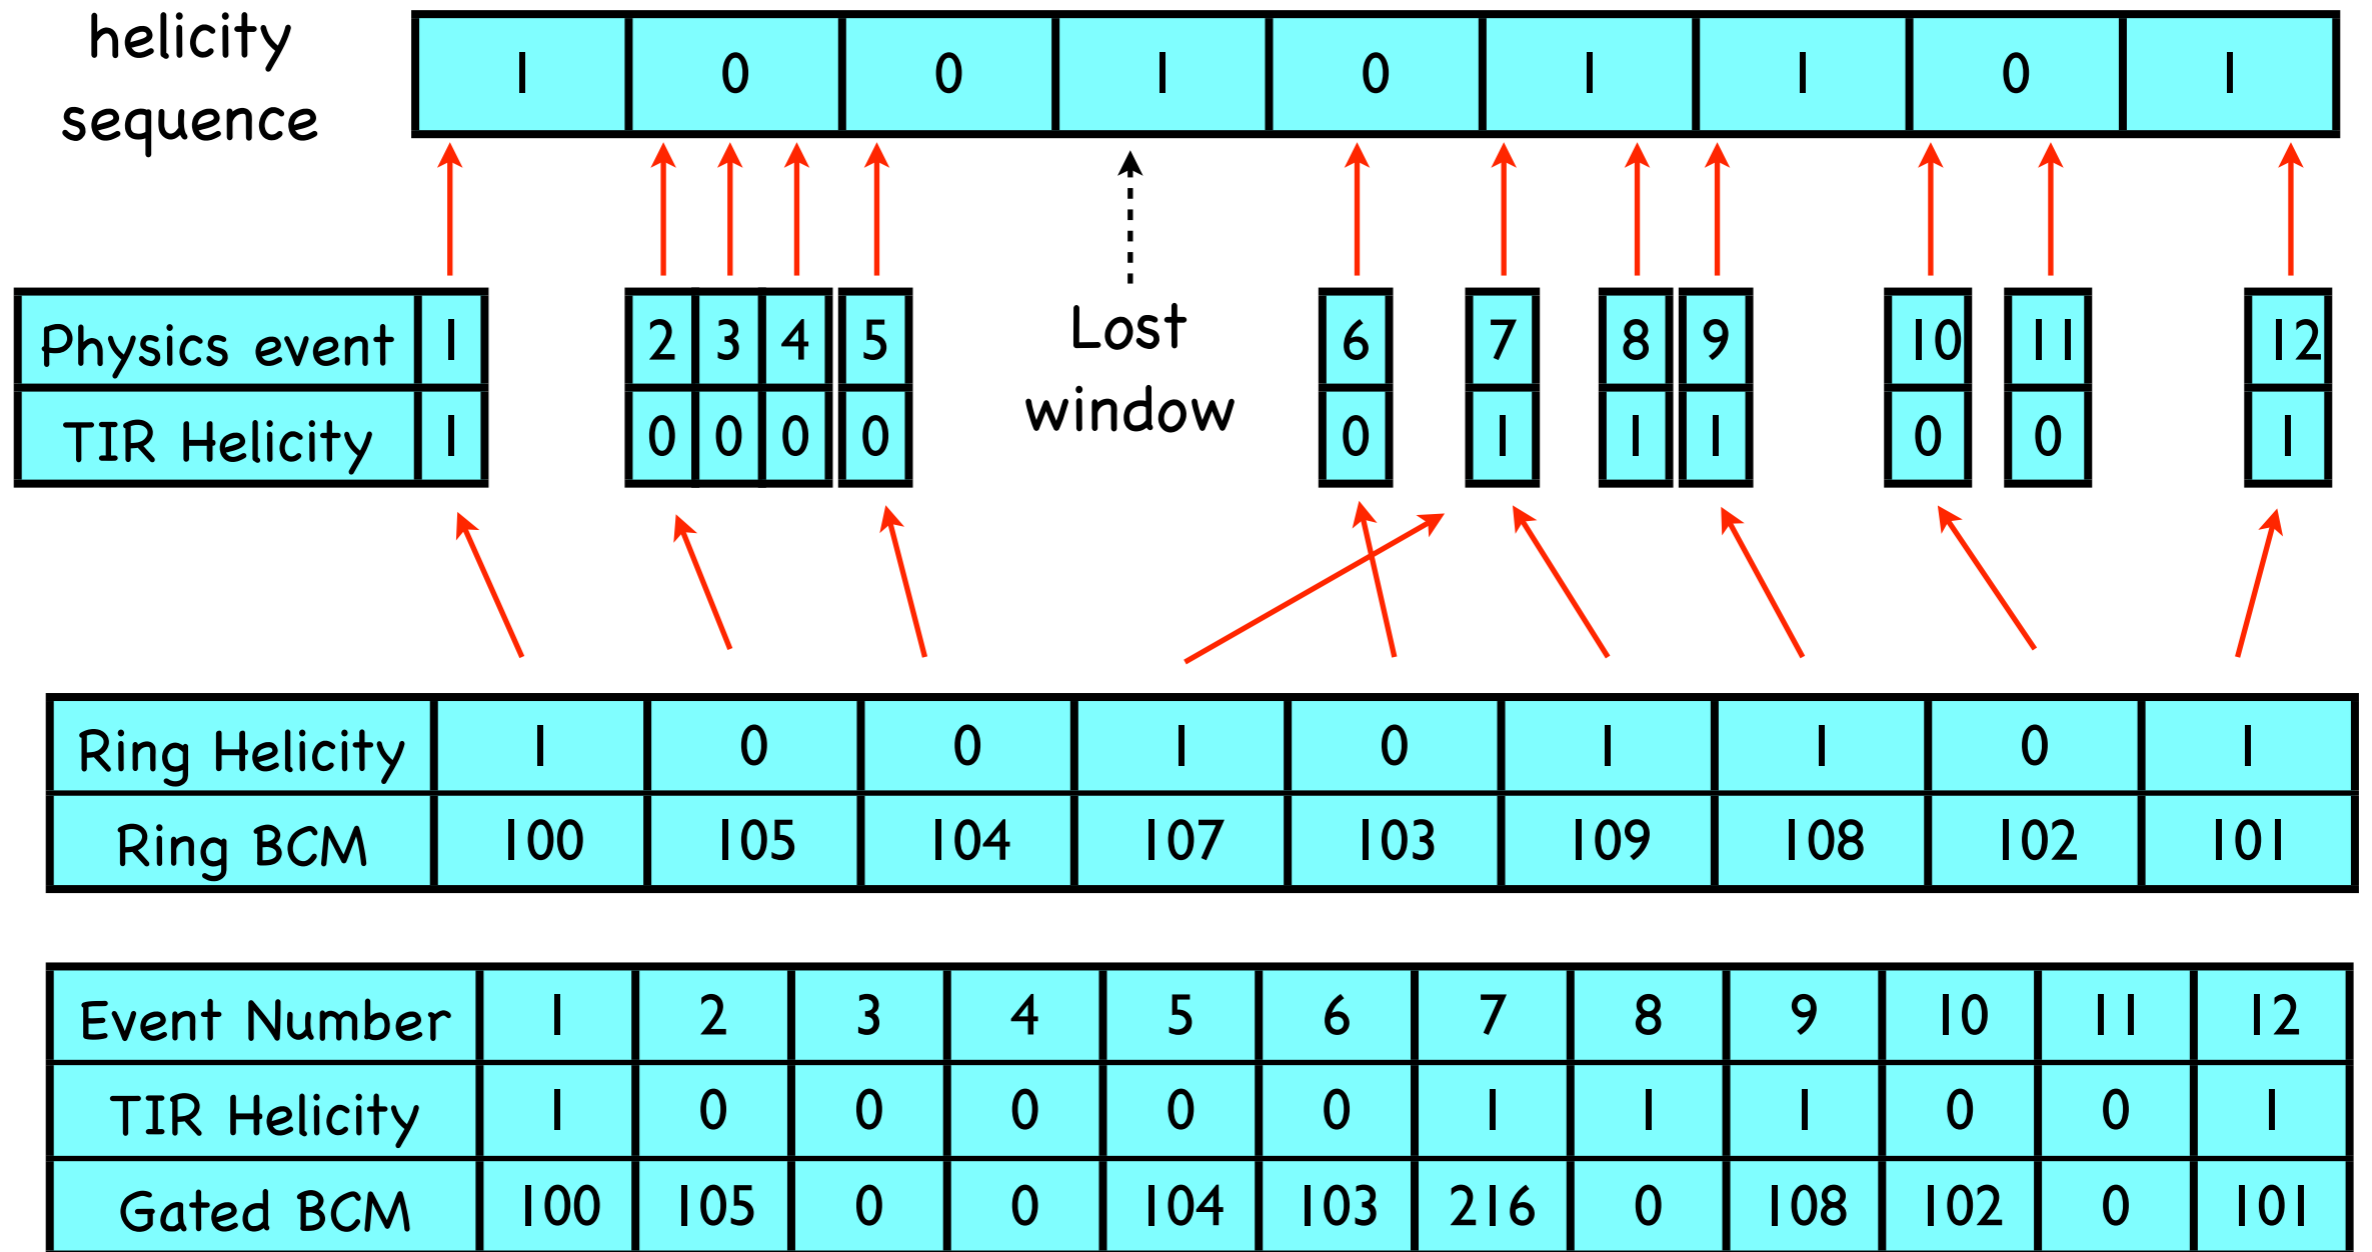 helicity
sequence
1 0 0 1 0 1 1 0 1
Physics event 1 2 3 4 5 6 7 8 9 10 11 12
TIR Helicity 1 0 0 0 0 0 1 1 1 0 0 1
Lost
window
Ring Helicity 1 0 0 1 0 1 1 0 1
Ring BCM 100 105 104 107 103 109 108 102 101
Event Number 1 2 3 4 5 6 7 8 9 10 11 12
TIR Helicity 1 0 0 0 0 0 1 1 1 0 0 1
Gated BCM 100 105 0 0 104 103 216 0 108 102 0 101